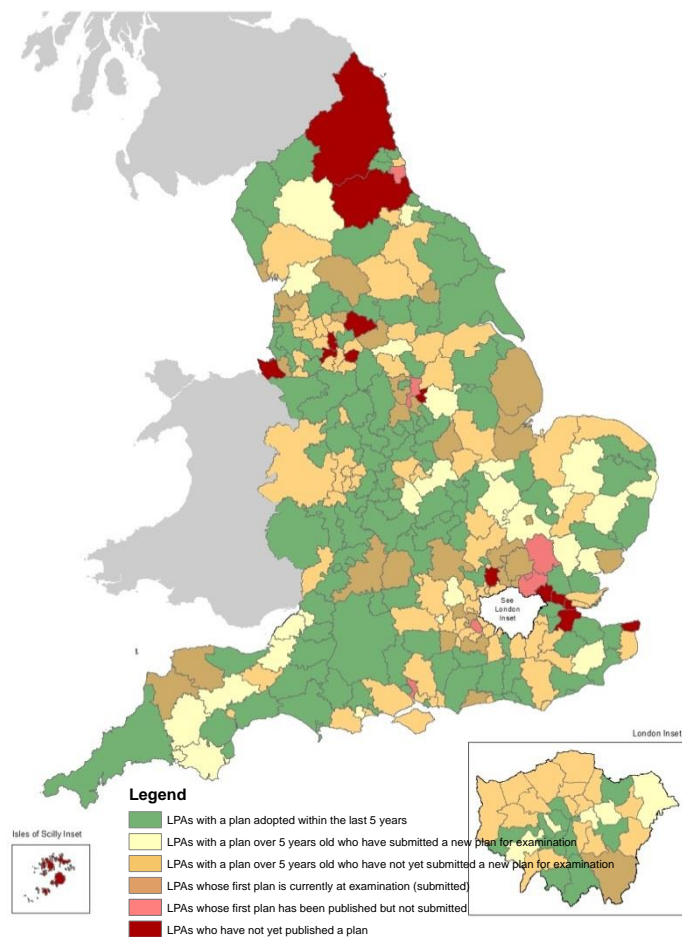 See
London
Inset
London Inset
Legend
LPAs with a plan adopted within the last 5 years
Isles of Scilly Inset
LPAs with a plan over 5 years old who have submitted a new plan for examination
LPAs with a plan over 5 years old who have not yet submitted a new plan for examination
LPAs whose first plan is currently at examination (submitted)
LPAs whose first plan has been published but not submitted
LPAs who have not yet published a plan